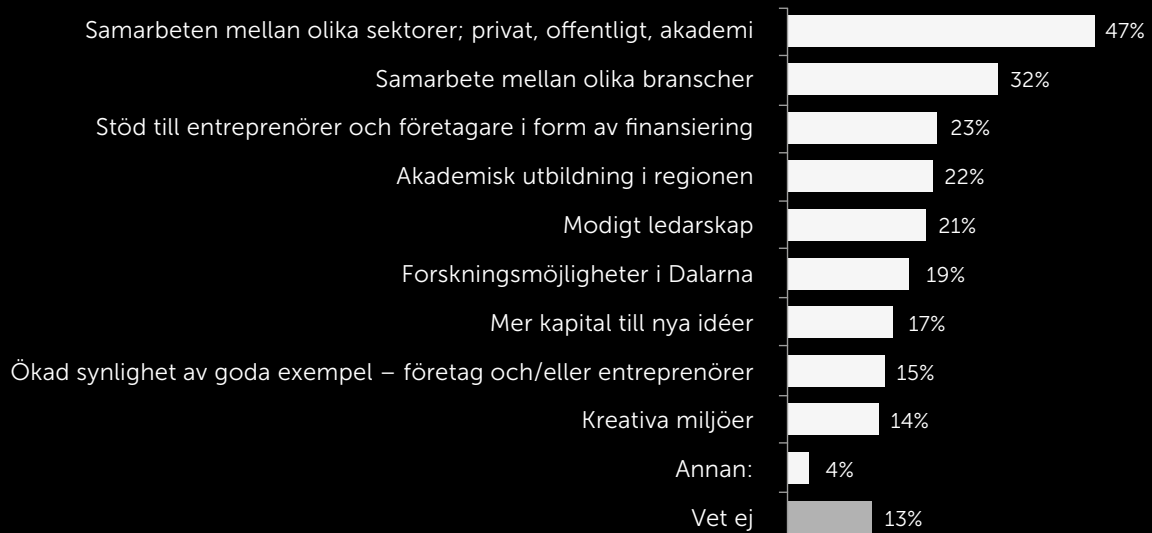 Samarbeten mellan olika sektorer; privat, offentligt, akademi 47%
Samarbete mellan olika branscher 32%
Stöd till entreprenörer och företagare i form av finansiering 23%
Akademisk utbildning i regionen 22%
Modigt ledarskap 21%
Forskningsmöjligheter i Dalarna 19%
Mer kapital till nya idéer 17%
Ökad synlighet av goda exempel – företag och/eller entreprenörer 15%
Kreativa miljöer 14%
Annan: 4%
Vet ej 13%